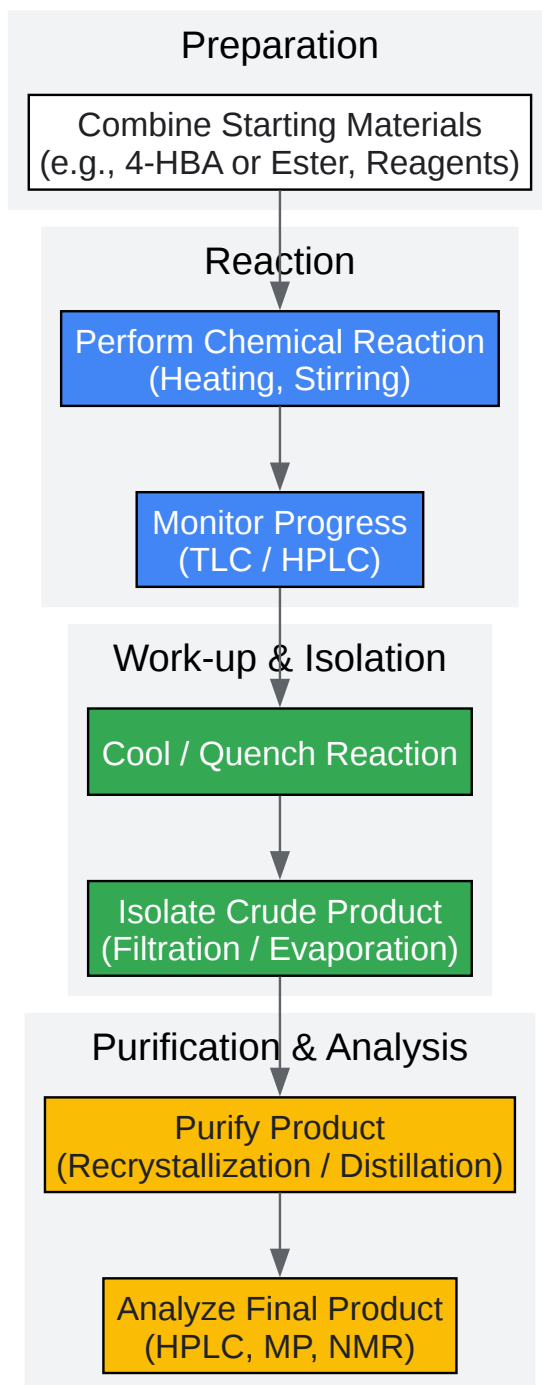 Preparation
Combine Starting Materials
(e.g., 4-HBA or Ester, Reagents)
Reaction
Perform Chemical Reaction
(Heating, Stirring)
Monitor Progress
(TLC / HPLC)
Work-up & Isolation
Cool / Quench Reaction
Isolate Crude Product
(Filtration / Evaporation)
Purification & Analysis
Purify Product
(Recrystallization / Distillation)
Analyze Final Product
(HPLC, MP, NMR)